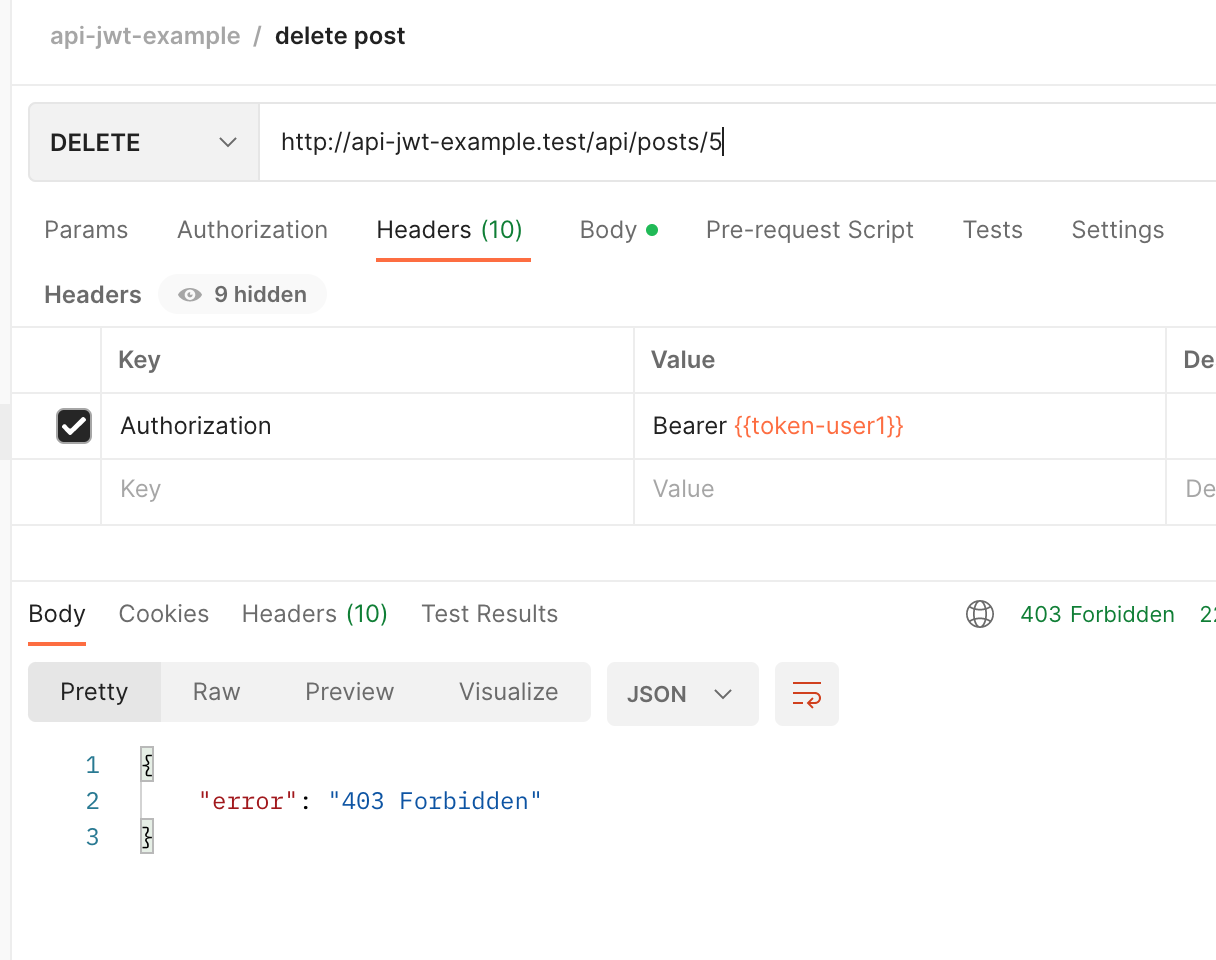 api-jwt-example / delete post
DELETE http://api-jwt-example.test/api/posts/5
Params Authorization Headers (10) Body Pre-request Script Tests Settings
Headers 9 hidden
Key Value De
Authorization Bearer {{token-user1}}
Key Value De
Body Cookies Headers (10) Test Results 403 Forbidden 22
Pretty Raw Preview Visualize JSON
1 {
2 "error": "403 Forbidden"
3 }